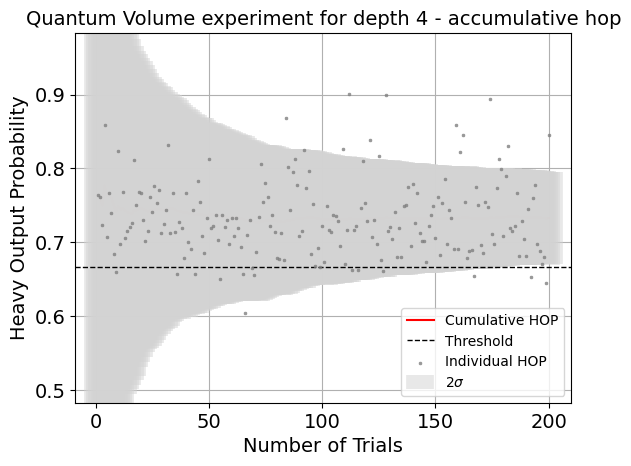 Quantum Volume experiment for depth 4 - accumulative hop
Heavy Output Probability
0.9
0.8
0.7
0.6
0.5
Cumulative HOP
Threshold
Individual HOP
2σ
0 50 100 150 200
Number of Trials